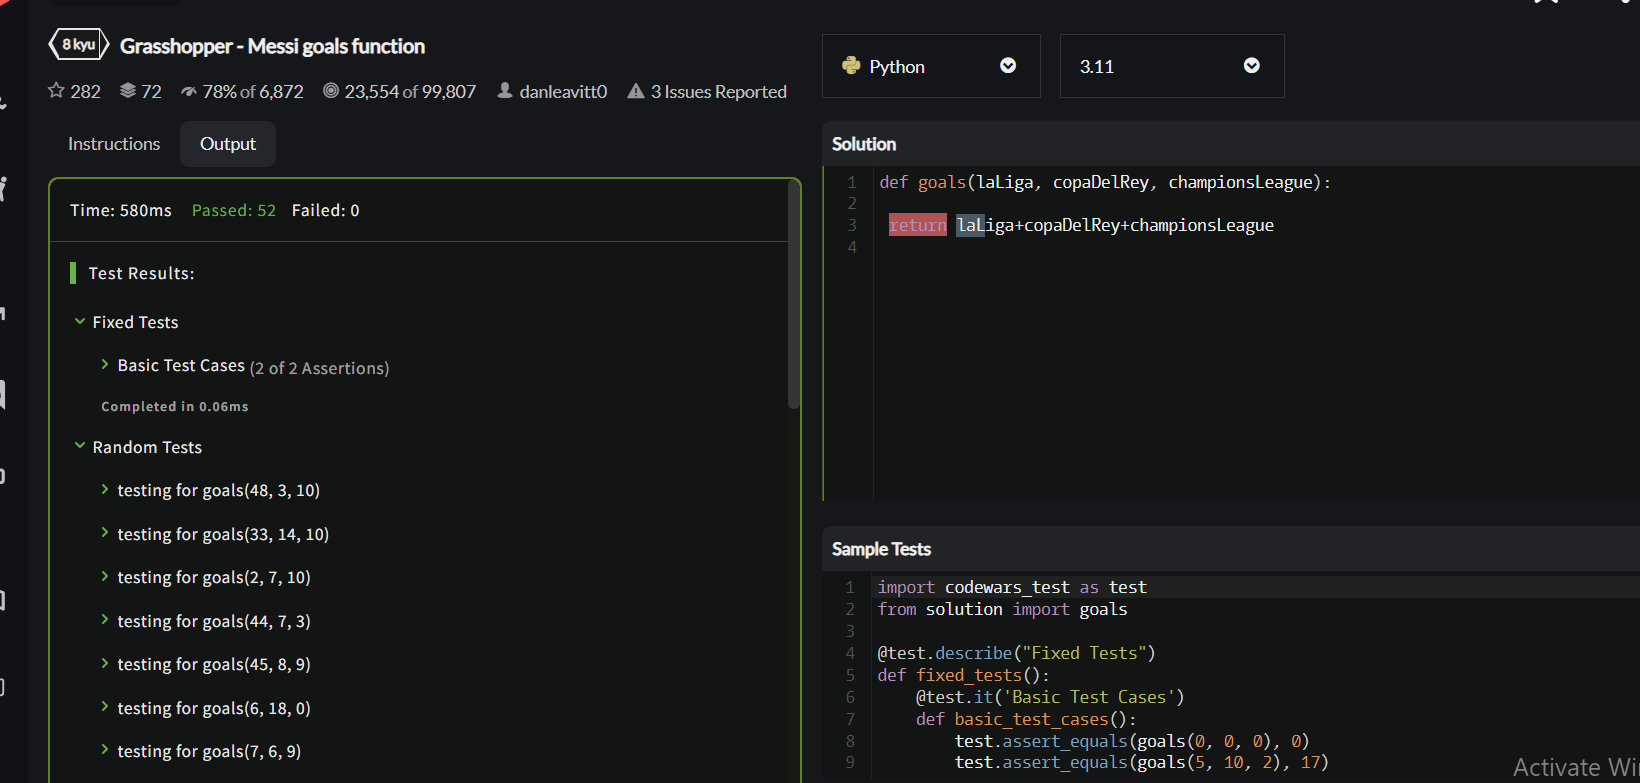 8 kyu Grasshopper - Messi goals function
282 72 78% of 6,872 23,554 of 99,807 danleavitt0 3 Issues Reported
Instructions Output
Time: 580ms Passed: 52 Failed: 0
Test Results:
Fixed Tests
Basic Test Cases (2 of 2 Assertions)
Completed in 0.06ms
Random Tests
testing for goals(48, 3, 10)
testing for goals(33, 14, 10)
testing for goals(2, 7, 10)
testing for goals(44, 7, 3)
testing for goals(45, 8, 9)
testing for goals(6, 18, 0)
testing for goals(7, 6, 9)
Python 3.11
Solution
1 def goals(laLiga, copaDelRey, championsLeague):
2
3 return laLiga+copaDelRey+championsLeague
4
Sample Tests
1 import codewars_test as test
2 from solution import goals
3
4 @test.describe("Fixed Tests")
5 def fixed_tests():
6 @test.it('Basic Test Cases')
7 def basic_test_cases():
8 test.assert_equals(goals(0, 0, 0), 0)
9 test.assert_equals(goals(5, 10, 2), 17)
Activate Wi